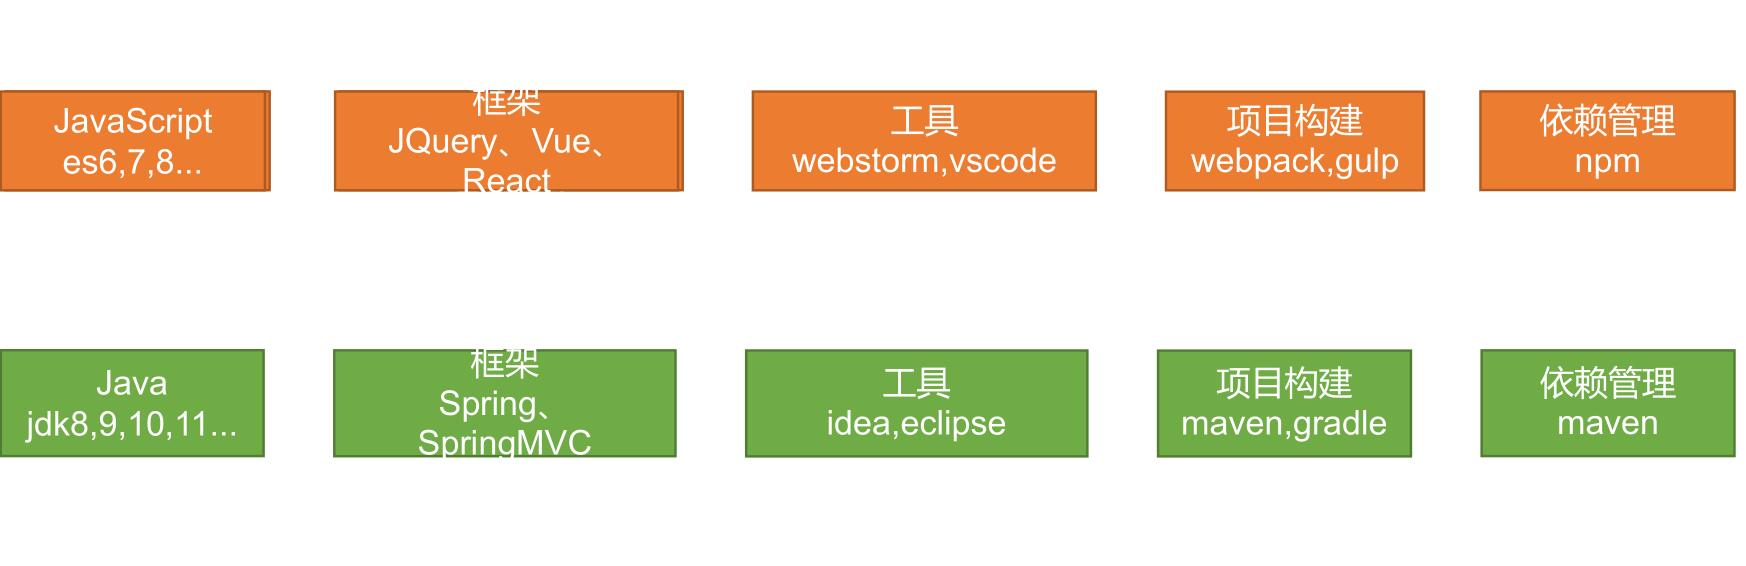 JavaScript
es6,7,8...
框架
JQuery、Vue、
React
工具
webstorm,vscode
项目构建
webpack,gulp
依赖管理
npm
Java
jdk8,9,10,11...
框架
Spring、
SpringMVC
工具
idea,eclipse
项目构建
maven,gradle
依赖管理
maven